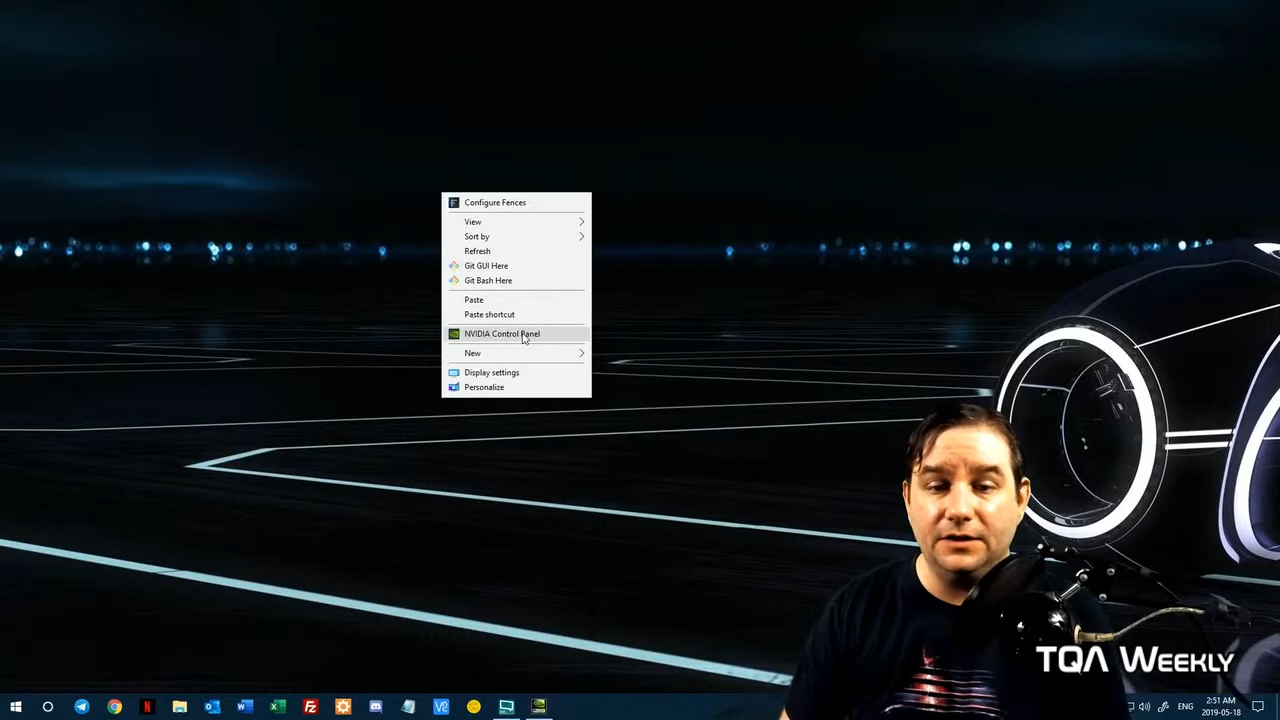 Configure Fences
View
Sort by
Refresh
Git GUI Here
Git Bash Here
Paste
Paste shortcut
NVIDIA Control Panel
New
Display settings
Personalize
TQA Weekly
ENG
2:51 AM
2019-05-18